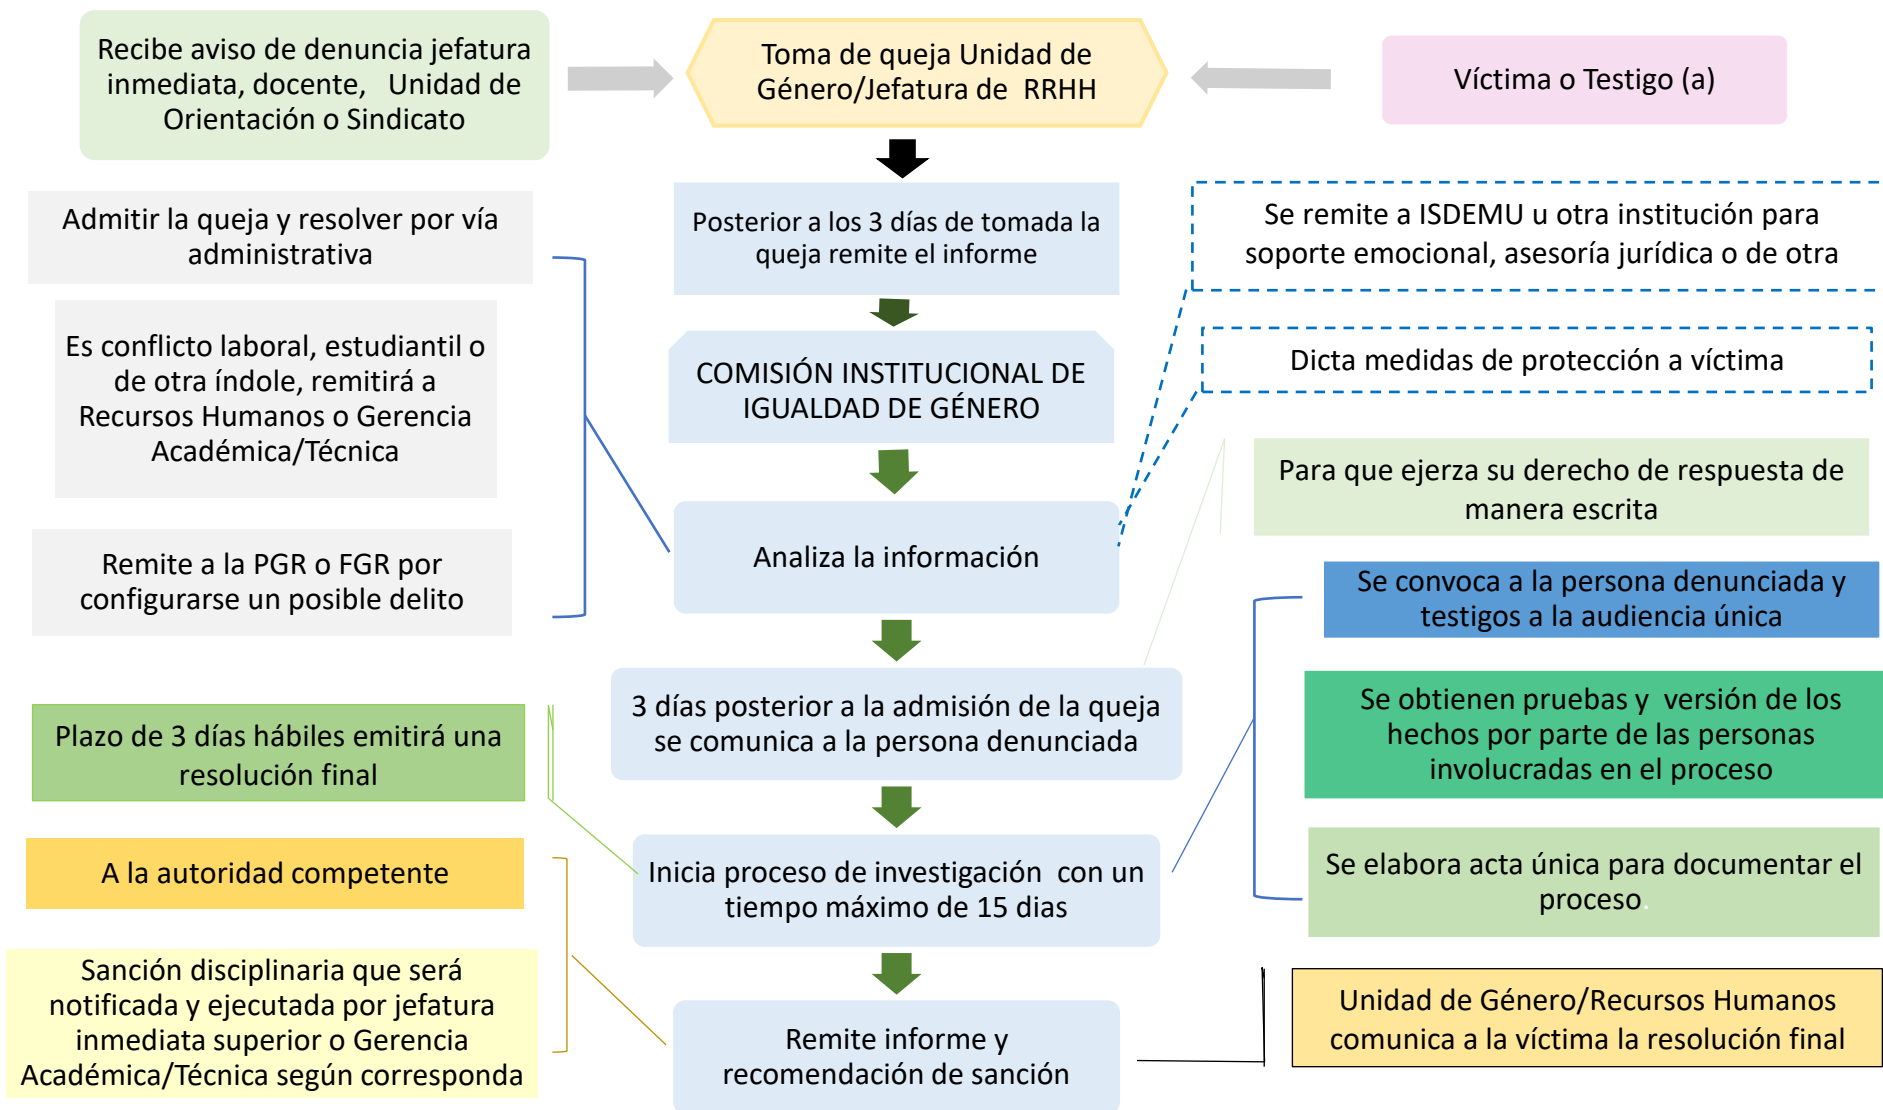 Recibe aviso de denuncia jefatura
inmediata, docente, Unidad de
Orientación o Sindicato
Toma de queja Unidad de
Género/Jefatura de RRHH
Víctima o Testigo (a)
Admitir la queja y resolver por vía
administrativa
Posterior a los 3 días de tomada la
queja remite el informe
Se remite a ISDEMU u otra institución para
soporte emocional, asesoría jurídica o de otra
Es conflicto laboral, estudiantil o
de otra índole, remitirá a
Recursos Humanos o Gerencia
Académica/Técnica
COMISIÓN INSTITUCIONAL DE
IGUALDAD DE GÉNERO
Dicta medidas de protección a víctima
Para que ejerza su derecho de respuesta de
manera escrita
Remite a la PGR o FGR por
configurarse un posible delito
Analiza la información
Se convoca a la persona denunciada y
testigos a la audiencia única
3 días posterior a la admisión de la queja
se comunica a la persona denunciada
Se obtienen pruebas y versión de los
hechos por parte de las personas
involucradas en el proceso
Plazo de 3 días hábiles emitirá una
resolución final
A la autoridad competente
Inicia proceso de investigación con un
tiempo máximo de 15 dias
Se elabora acta única para documentar el
proceso.
Sanción disciplinaria que será
notificada y ejecutada por jefatura
inmediata superior o Gerencia
Académica/Técnica según corresponda
Remite informe y
recomendación de sanción
Unidad de Género/Recursos Humanos
comunica a la víctima la resolución final